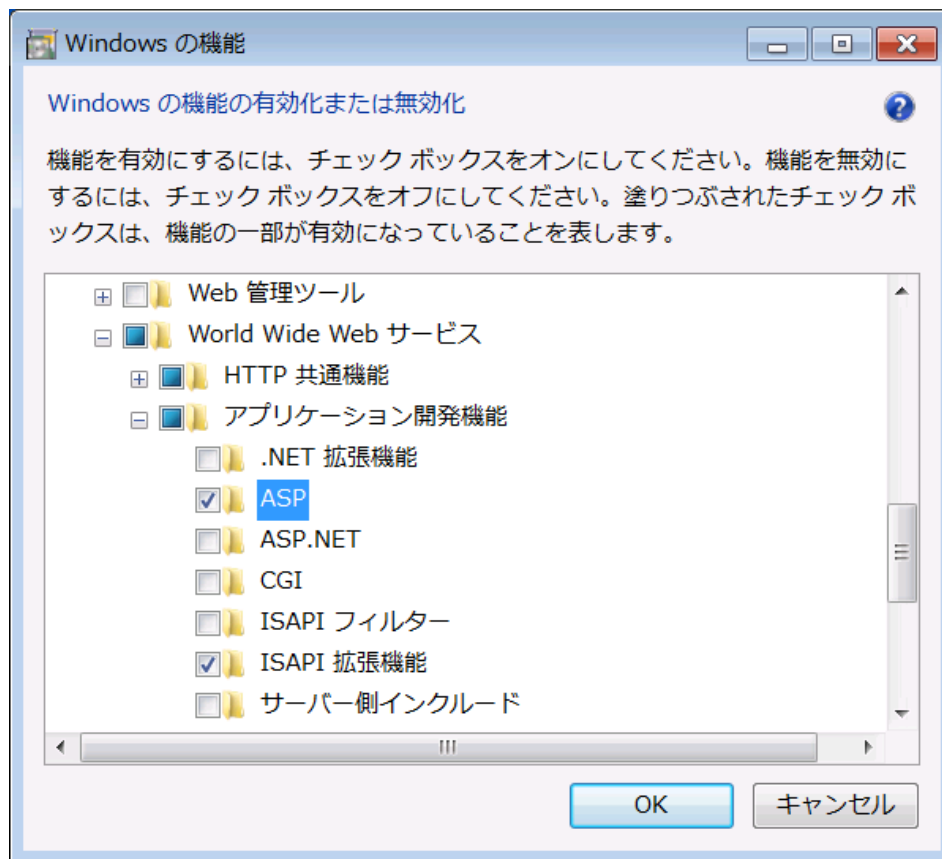 Windows の機能
Windows の機能の有効化または無効化
機能を有効にするには、チェック ボックスをオンにしてください。機能を無効に
するには、チェック ボックスをオフにしてください。塗りつぶされたチェック ボ
ックスは、機能の一部が有効になっていることを表します。
Web 管理ツール
World Wide Web サービス
HTTP 共通機能
アプリケーション開発機能
.NET 拡張機能
ASP
ASP.NET
CGI
ISAPI フィルター
ISAPI 拡張機能
サーバー側インクルード
OK キャンセル